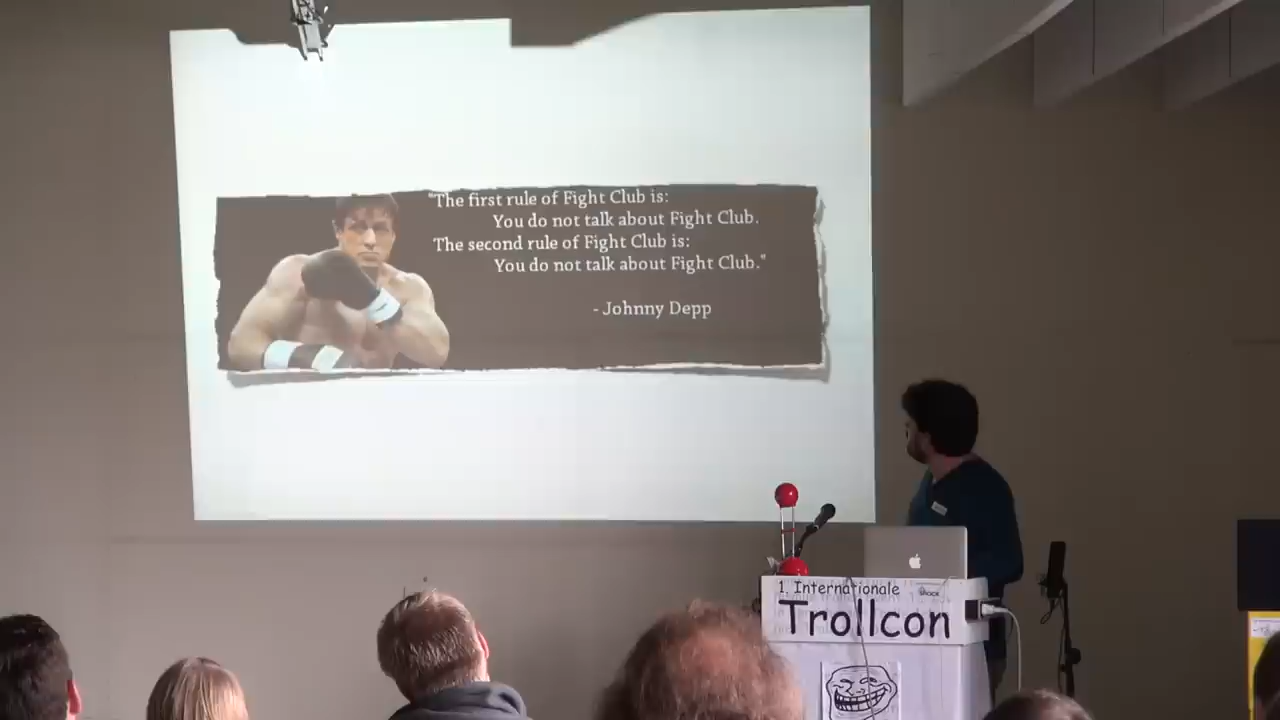 "The first rule of Fight Club is:
You do not talk about Fight Club.
The second rule of Fight Club is:
You do not talk about Fight Club."
- Johnny Depp
1. Internationale
Trollcon